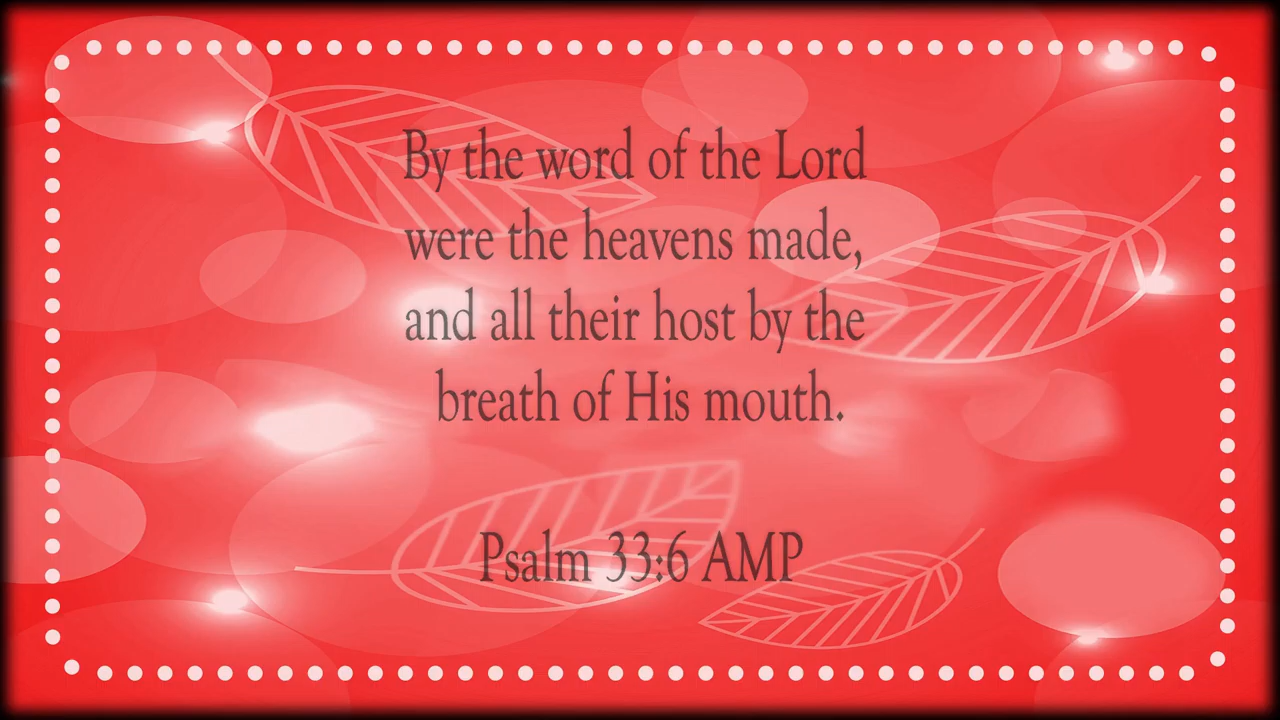 By the word of the Lord
were the heavens made,
and all their host by the
breath of His mouth.
Psalm 33:6 AMP